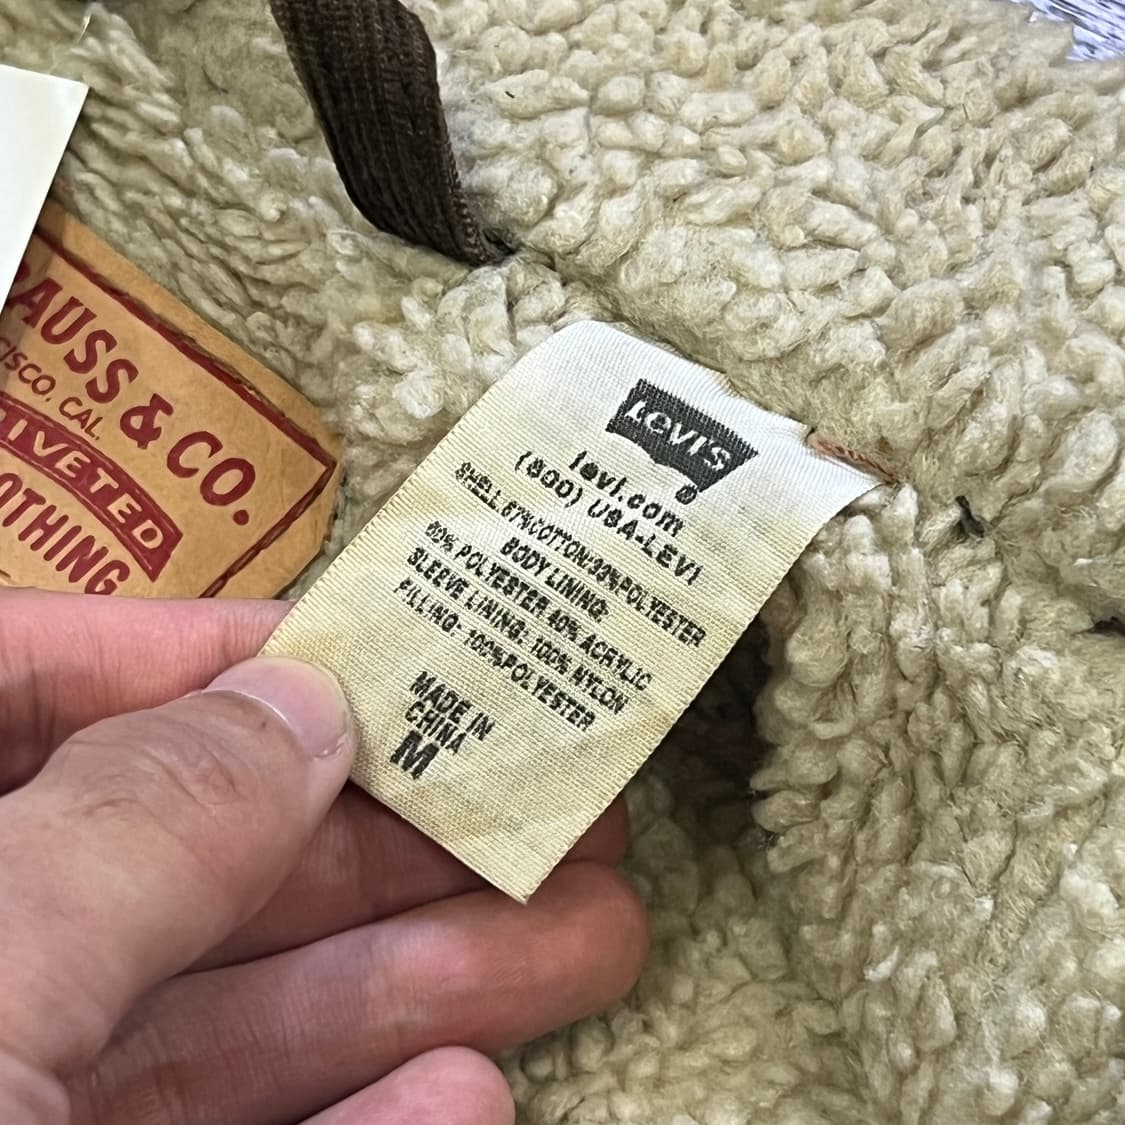 AUSS & CO.
CISCO, CAL.
IVETED
OTHING
Levi's
®
levi.com
(800) USA-LEVI
SHELL:67%COTTON/33%POLYESTER
BODY LINING:
60% POLYESTER 40% ACRYLIC
SLEEVE LINING: 100% NYLON
FILLING: 100%POLYESTER
MADE IN
CHINA
M